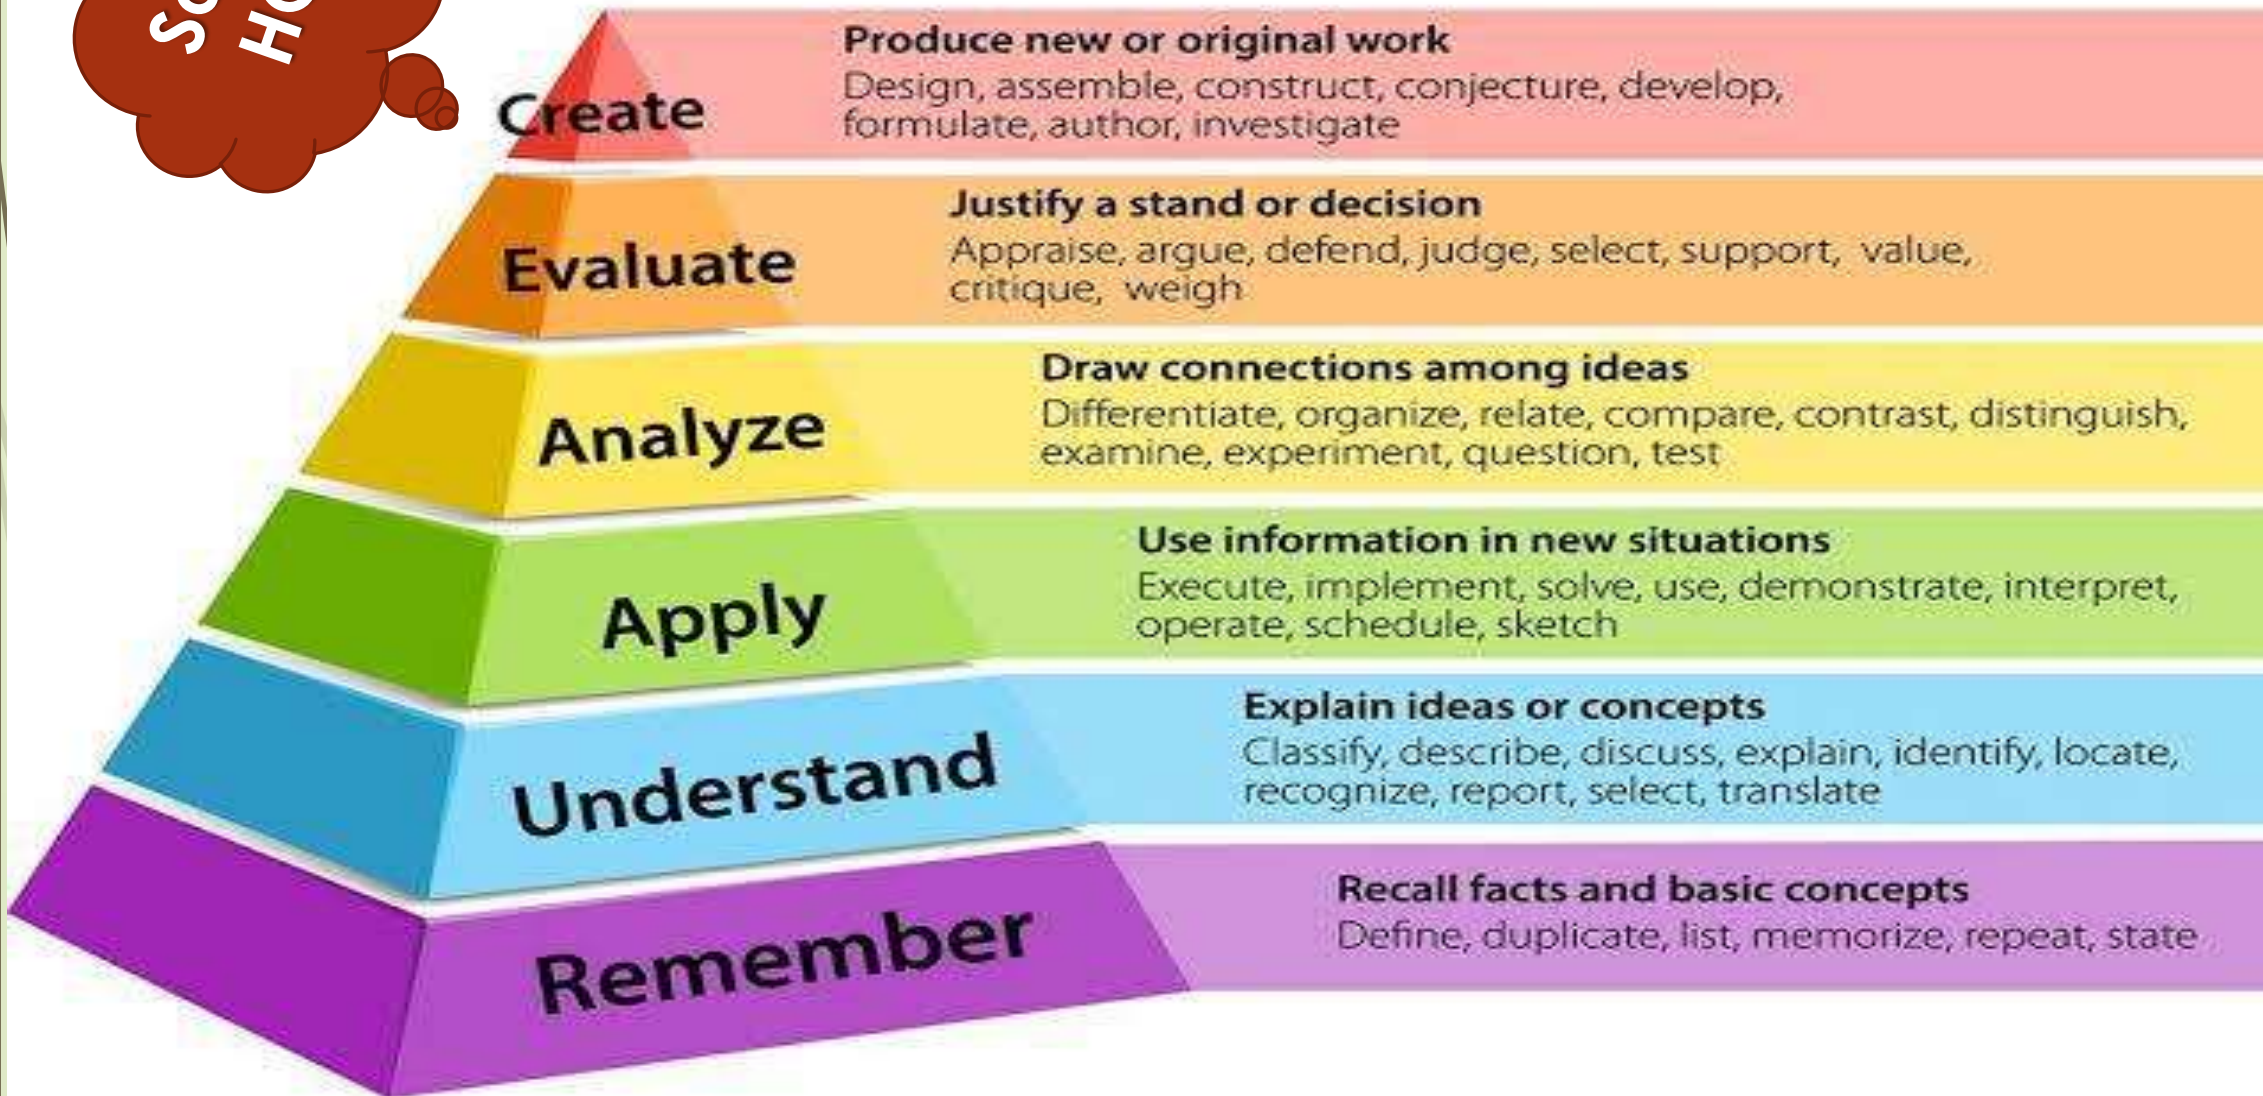 Create
Produce new or original work
Design, assemble, construct, conjecture, develop,
formulate, author, investigate
Evaluate
Justify a stand or decision
Appraise, argue, defend, judge, select, support, value,
critique, weigh
Analyze
Draw connections among ideas
Differentiate, organize, relate, compare, contrast, distinguish,
examine, experiment, question, test
Apply
Use information in new situations
Execute, implement, solve, use, demonstrate, interpret,
operate, schedule, sketch
Understand
Explain ideas or concepts
Classify, describe, discuss, explain, identify, locate,
recognize, report, select, translate
Remember
Recall facts and basic concepts
Define, duplicate, list, memorize, repeat, state